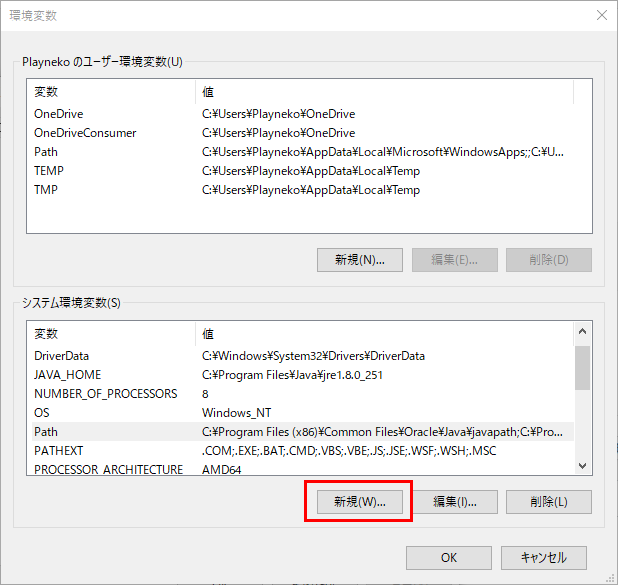 環境変数
Playneko のユーザー環境変数(U)
変数 値
OneDrive C:¥Users¥Playneko¥OneDrive
OneDriveConsumer C:¥Users¥Playneko¥OneDrive
Path C:¥Users¥Playneko¥AppData¥Local¥Microsoft¥WindowsApps;;C:¥U...
TEMP C:¥Users¥Playneko¥AppData¥Local¥Temp
TMP C:¥Users¥Playneko¥AppData¥Local¥Temp
新規(N)... 編集(E)... 削除(D)
システム環境変数(S)
変数 値
DriverData C:¥Windows¥System32¥Drivers¥DriverData
JAVA_HOME C:¥Program Files¥Java¥jre1.8.0_251
NUMBER_OF_PROCESSORS 8
OS Windows_NT
Path C:¥Program Files (x86)¥Common Files¥Oracle¥Java¥javapath;C:¥Pro...
PATHEXT .COM;.EXE;.BAT;.CMD;.VBS;.VBE;.JS;.JSE;.WSF;.WSH;.MSC
PROCESSOR_ARCHITECTURE AMD64
新規(W)... 編集(I)... 削除(L)
OK キャンセル